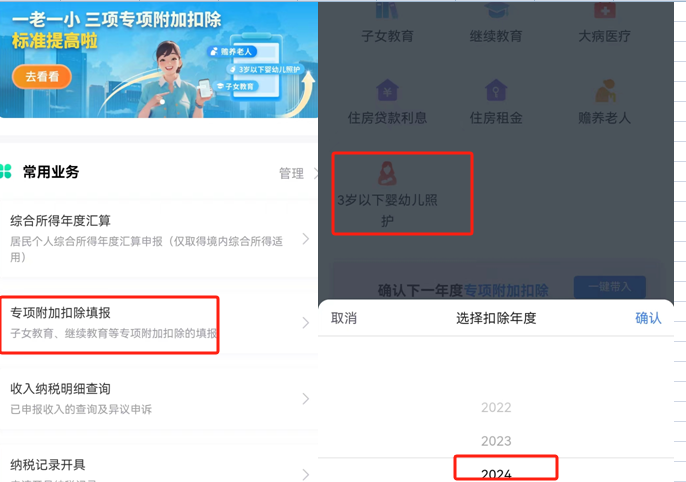 一老一小 三项专项附加扣除
标准提高啦
去看看
赡养老人
3岁以下婴幼儿照护
子女教育
常用业务
管理
综合所得年度汇算
居民个人综合所得年度汇算申报（仅取得境内综合所得适
用）
专项附加扣除填报
子女教育、继续教育等专项附加扣除的填报
收入纳税明细查询
已申报收入的查询及异议申诉
纳税记录开具
子女教育
继续教育
大病医疗
住房贷款利息
住房租金
赡养老人
3岁以下婴幼儿照
护
确认下一年度专项附加扣除
一键带入
取消
选择扣除年度
确认
2022
2023
2024